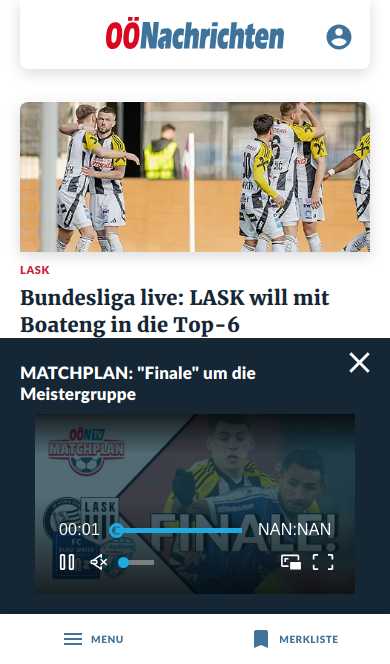 OÖNachrichten
LASK
Bundesliga live: LASK will mit
Boateng in die Top-6
MATCHPLAN: "Finale" um die
Meistergruppe
OÖN TV
MATCHPLAN
LASK
FC
FINALE!
00:01
NAN:NAN
MENU
MERKLISTE